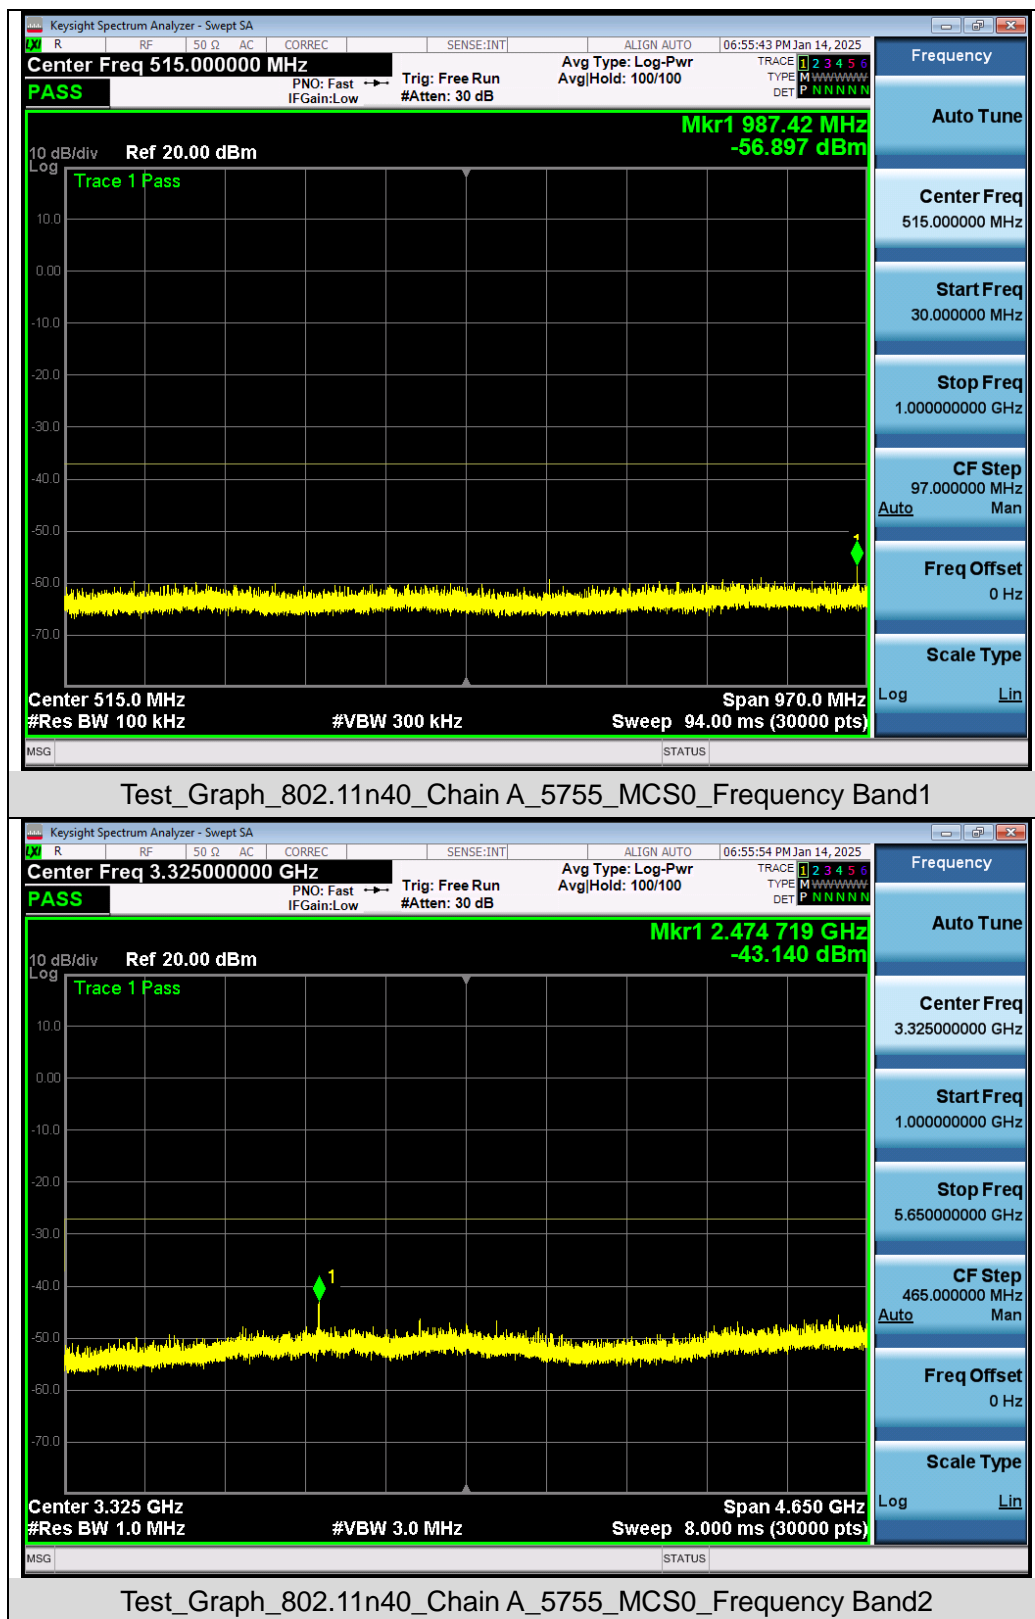 Keysight Spectrum Analyzer - Swept SA
LXI R RF 50 Ω AC CORREC SENSE:INT ALIGN AUTO 06:55:43 PM Jan 14, 2025
Center Freq 515.000000 MHz
PASS
PNO: Fast
IFGain:Low
Trig: Free Run
#Atten: 30 dB
Avg Type: Log-Pwr
Avg|Hold: 100/100
TRACE 1 2 3 4 5 6
TYPE M WWWWW
DET P N N N N N
Mkr1 987.42 MHz
-56.897 dBm
10 dB/div Ref 20.00 dBm
Log
Trace 1 Pass
10.0
0.00
-10.0
-20.0
-30.0
-40.0
-50.0
-60.0
-70.0
1
Center 515.0 MHz Span 970.0 MHz
#Res BW 100 kHz #VBW 300 kHz Sweep 94.00 ms (30000 pts)
MSG STATUS
Frequency
Auto Tune
Center Freq
515.000000 MHz
Start Freq
30.000000 MHz
Stop Freq
1.000000000 GHz
CF Step
97.000000 MHz
Auto Man
Freq Offset
0 Hz
Scale Type
Log Lin
Test_Graph_802.11n40_Chain A_5755_MCS0_Frequency Band1
Keysight Spectrum Analyzer - Swept SA
LXI R RF 50 Ω AC CORREC SENSE:INT ALIGN AUTO 06:55:54 PM Jan 14, 2025
Center Freq 3.325000000 GHz
PASS
PNO: Fast
IFGain:Low
Trig: Free Run
#Atten: 30 dB
Avg Type: Log-Pwr
Avg|Hold: 100/100
TRACE 1 2 3 4 5 6
TYPE M WWWWW
DET P N N N N N
Mkr1 2.474 719 GHz
-43.140 dBm
10 dB/div Ref 20.00 dBm
Log
Trace 1 Pass
10.0
0.00
-10.0
-20.0
-30.0
-40.0
-50.0
-60.0
-70.0
1
Center 3.325 GHz Span 4.650 GHz
#Res BW 1.0 MHz #VBW 3.0 MHz Sweep 8.000 ms (30000 pts)
MSG STATUS
Frequency
Auto Tune
Center Freq
3.325000000 GHz
Start Freq
1.000000000 GHz
Stop Freq
5.650000000 GHz
CF Step
465.000000 MHz
Auto Man
Freq Offset
0 Hz
Scale Type
Log Lin
Test_Graph_802.11n40_Chain A_5755_MCS0_Frequency Band2